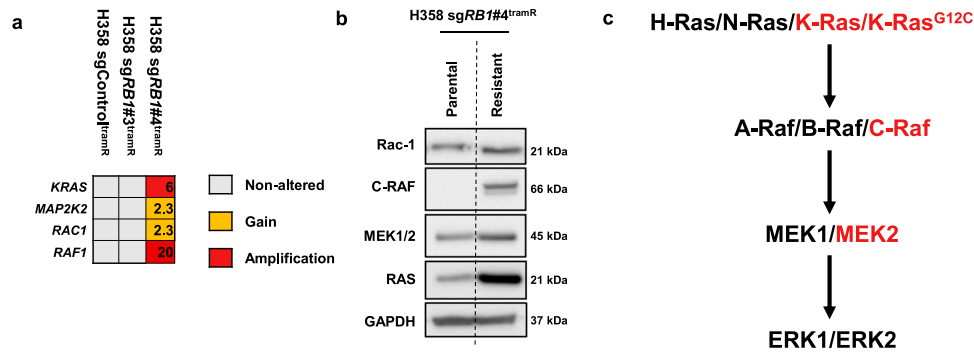 a
H358 sgControl^tramR
H358 sgRB1#3^tramR
H358 sgRB1#4^tramR
KRAS 6
MAP2K2 2.3
RAC1 2.3
RAF1 20
Non-altered
Gain
Amplification
b
H358 sgRB1#4^tramR
Parental
Resistant
Rac-1 21 kDa
C-RAF 66 kDa
MEK1/2 45 kDa
RAS 21 kDa
GAPDH 37 kDa
c
H-Ras/N-Ras/K-Ras/K-Ras^G12C
A-Raf/B-Raf/C-Raf
MEK1/MEK2
ERK1/ERK2